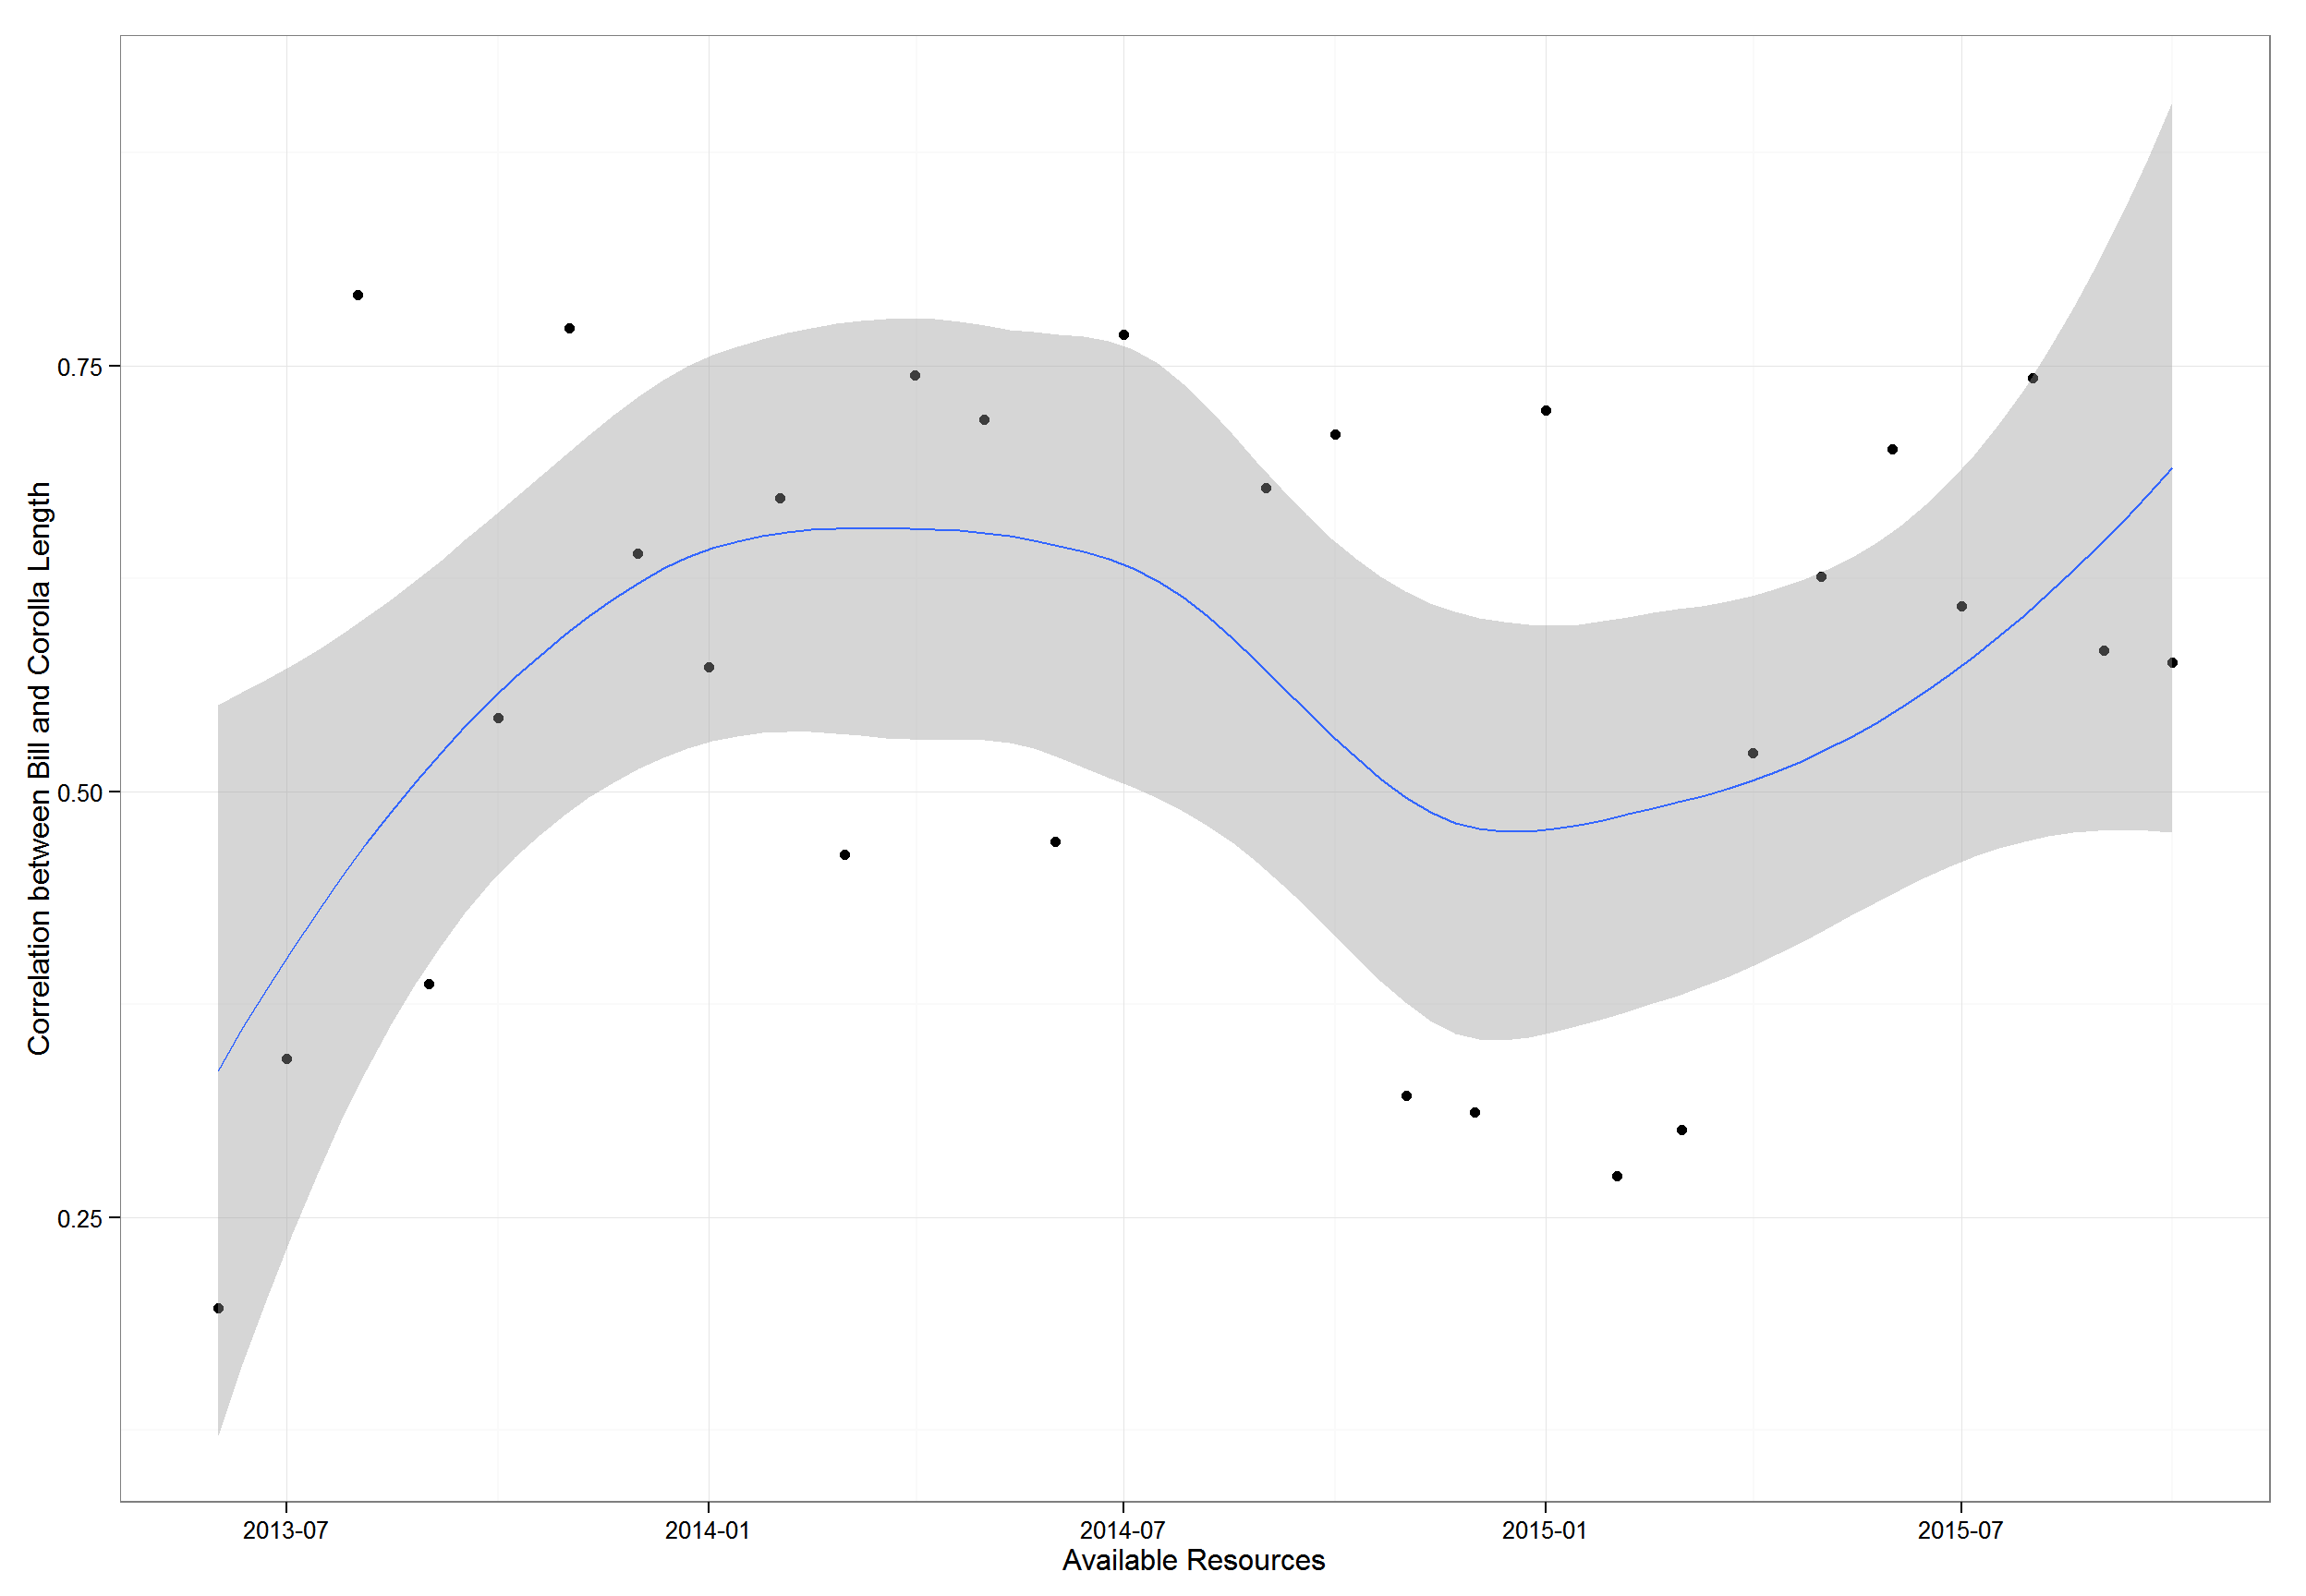 Correlation between Bill and Corolla Length
0.75
0.50
0.25
2013-07 2014-01 2014-07 2015-01 2015-07
Available Resources